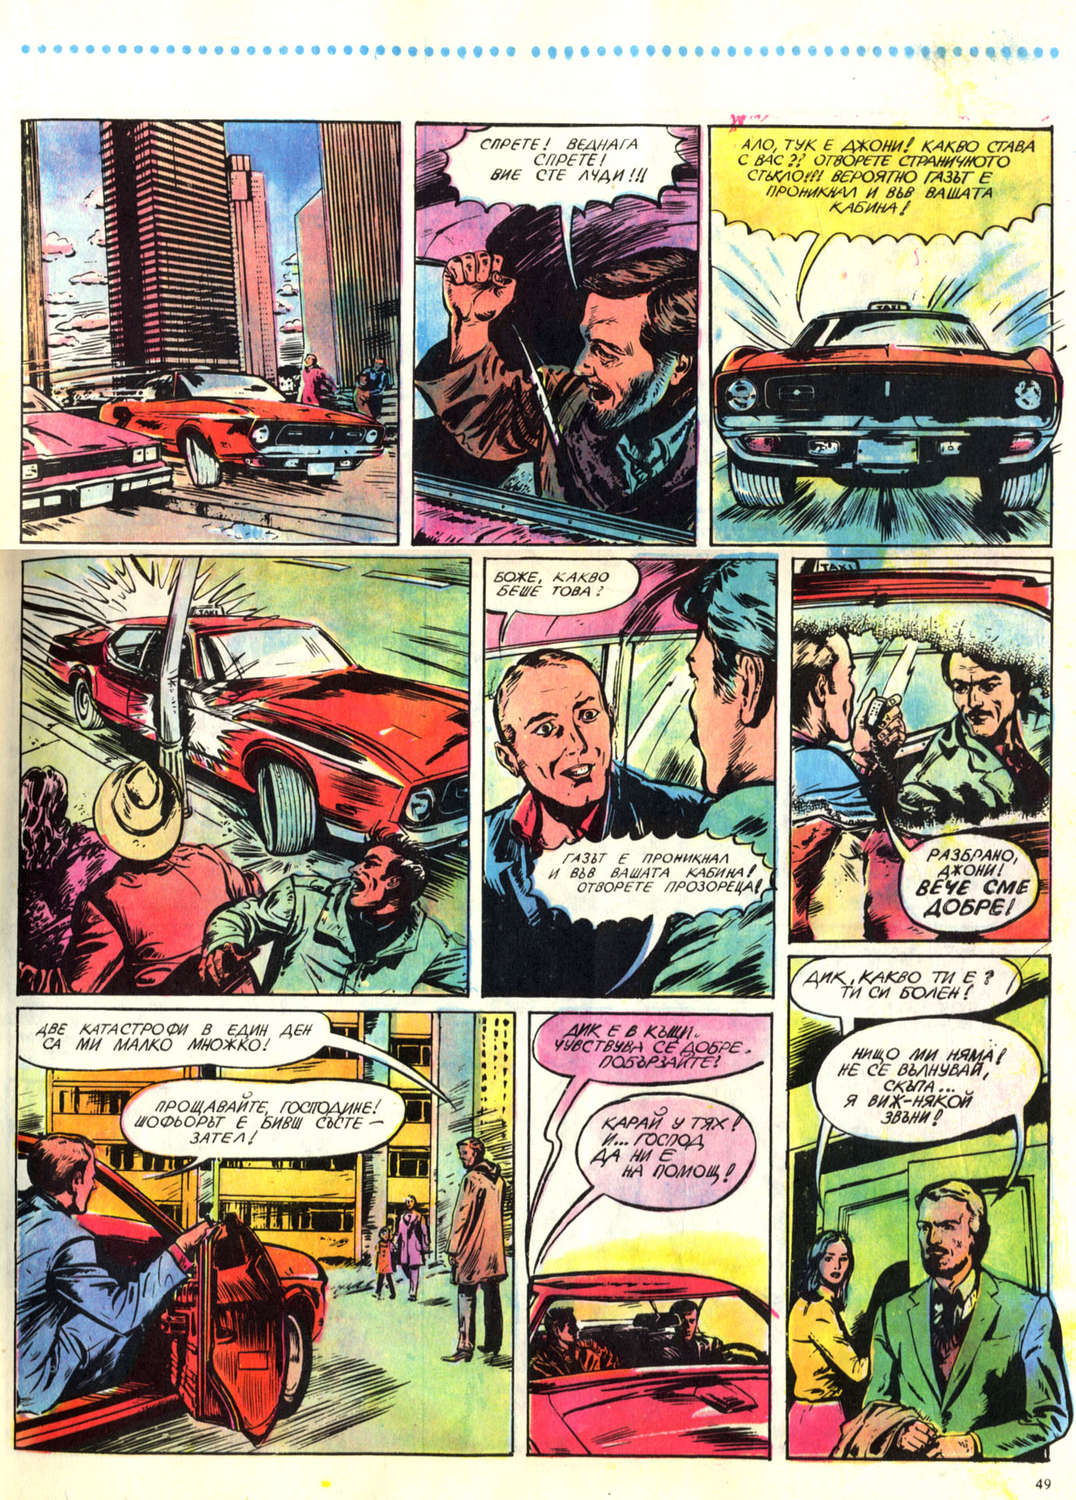 СПРЕТЕ! ВЕДНАГА
СПРЕТЕ!
ВИЕ СТЕ ЛУДИ!!!
АЛО, ТУК Е ДЖОНИ! КАКВО СТАВА
С ВАС?? ОТВОРЕТЕ СТРАНИЧНОТО
СТЪКЛО!!! ВЕРОЯТНО ГАЗЪТ Е
ПРОНИКНАЛ И ВЪВ ВАШАТА
КАБИНА!
TAXI
TAXI
БОЖЕ, КАКВО
БЕШЕ ТОВА?
ГАЗЪТ Е ПРОНИКНАЛ
И ВЪВ ВАШАТА КАБИНА!
ОТВОРЕТЕ ПРОЗОРЕЦА!
TAXI
РАЗБРАНО,
ДЖОНИ!
ВЕЧЕ СМЕ
ДОБРЕ!
ДВЕ КАТАСТРОФИ В ЕДИН ДЕН
СА МИ МАЛКО МНОЖКО!
ПРОЩАВАЙТЕ, ГОСПОДИНЕ!
ШОФЬОРЪТ Е БИВШ СЪСТЕ-
ЗАТЕЛ!
ДИК Е В КЪЩИ.
ЧУВСТВУВА СЕ ДОБРЕ.
ПОБЪРЗАЙТЕ!
КАРАЙ У ТЯХ!
И... ГОСПОД
ДА НИ Е
НА ПОМОЩ!
ДИК, КАКВО ТИ Е?
ТИ СИ БОЛЕН!
НИЩО МИ НЯМА!
НЕ СЕ ВЪЛНУВАЙ,
СКЪПА...
Я ВИЖ-НЯКОЙ
ЗВЪНИ!
49